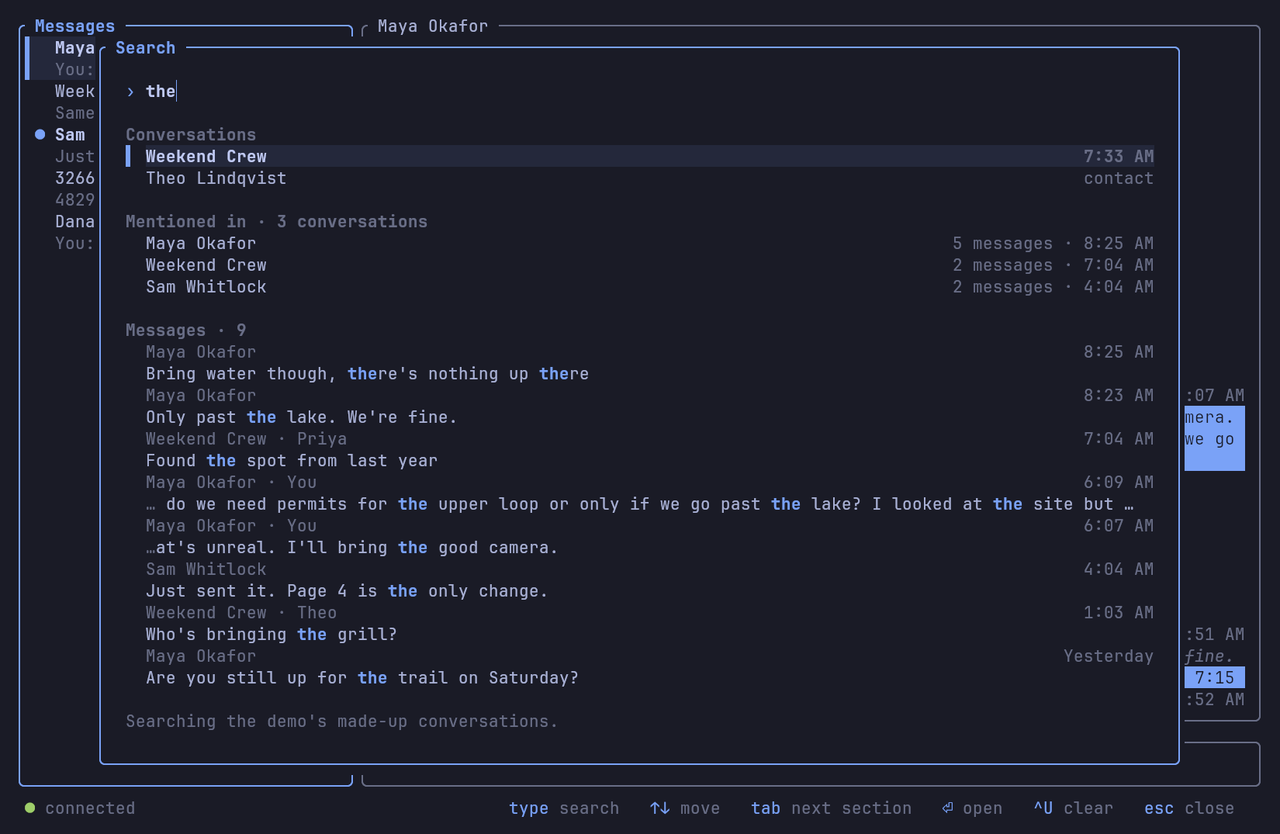 Messages
Maya Okafor
Maya
Search
You:
Week
› the
Same
Conversations
Sam
Weekend Crew 7:33 AM
Just
Theo Lindqvist contact
3266
4829
Mentioned in · 3 conversations
Dana
Maya Okafor 5 messages · 8:25 AM
You:
Weekend Crew 2 messages · 7:04 AM
Sam Whitlock 2 messages · 4:04 AM
Messages · 9
Maya Okafor 8:25 AM
Bring water though, there's nothing up there
Maya Okafor 8:23 AM
:07 AM
Only past the lake. We're fine.
mera.
Weekend Crew · Priya 7:04 AM
we go
Found the spot from last year
Maya Okafor · You 6:09 AM
… do we need permits for the upper loop or only if we go past the lake? I looked at the site but …
Maya Okafor · You 6:07 AM
…at's unreal. I'll bring the good camera.
Sam Whitlock 4:04 AM
Just sent it. Page 4 is the only change.
Weekend Crew · Theo 1:03 AM
Who's bringing the grill?
:51 AM
Maya Okafor Yesterday
fine.
Are you still up for the trail on Saturday?
7:15
:52 AM
Searching the demo's made-up conversations.
connected
type search ↑↓ move tab next section ⏎ open ^U clear esc close